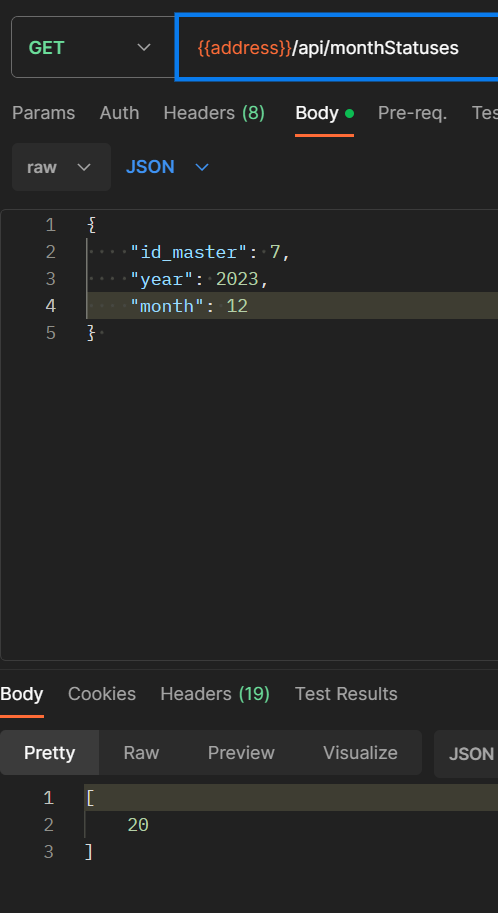 GET {{address}}/api/monthStatuses
Params Auth Headers (8) Body Pre-req. Tes
raw JSON
1 {
2 "id_master": 7,
3 "year": 2023,
4 "month": 12
5 }
Body Cookies Headers (19) Test Results
Pretty Raw Preview Visualize JSON
1 [
2 20
3 ]